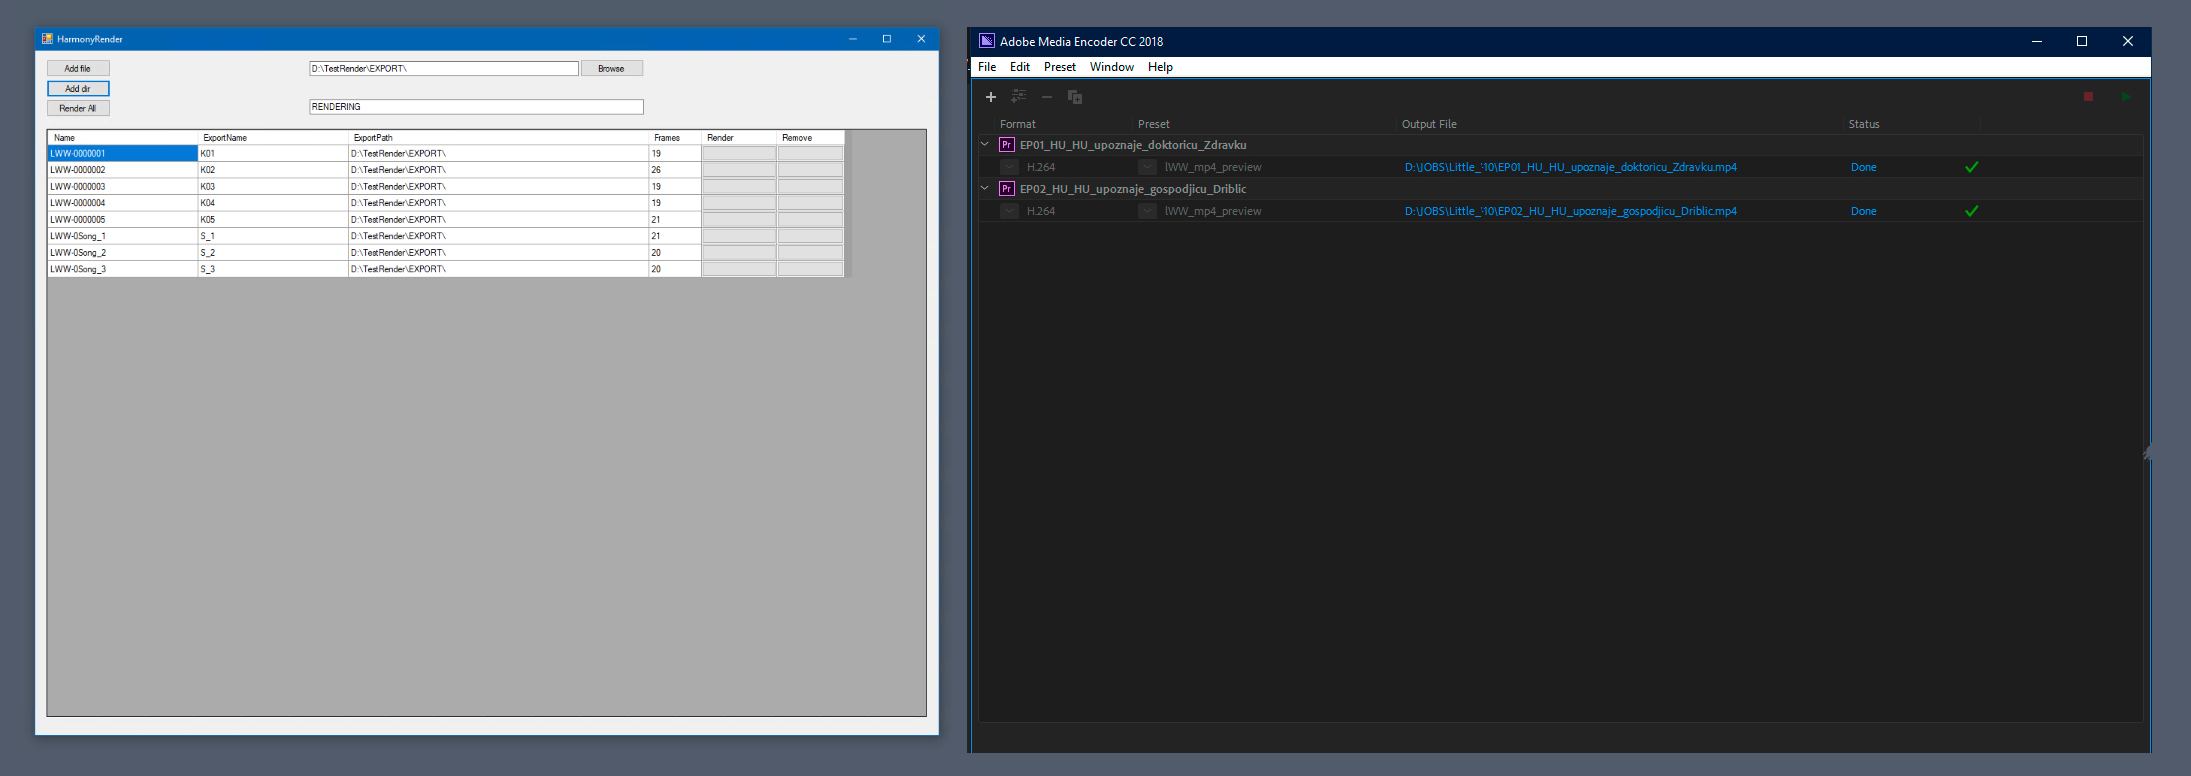 HarmonyRender
Add file
D:\TestRender\EXPORT\ Browse
Add dir
Render All
RENDERING
Name ExportName ExportPath Frames Render Remove
LWW-0000001 K01 D:\TestRender\EXPORT\ 19
LWW-0000002 K02 D:\TestRender\EXPORT\ 26
LWW-0000003 K03 D:\TestRender\EXPORT\ 19
LWW-0000004 K04 D:\TestRender\EXPORT\ 19
LWW-0000005 K05 D:\TestRender\EXPORT\ 21
LWW-0Song_1 S_1 D:\TestRender\EXPORT\ 21
LWW-0Song_2 S_2 D:\TestRender\EXPORT\ 20
LWW-0Song_3 S_3 D:\TestRender\EXPORT\ 20
Adobe Media Encoder CC 2018
File Edit Preset Window Help
Format Preset Output File Status
Pr EP01_HU_HU_upoznaje_doktoricu_Zdravku
H.264 lWW_mp4_preview D:\JOBS\Little_'10\EP01_HU_HU_upoznaje_doktoricu_Zdravku.mp4 Done
Pr EP02_HU_HU_upoznaje_gospodjicu_Driblic
H.264 lWW_mp4_preview D:\JOBS\Little_'10\EP02_HU_HU_upoznaje_gospodjicu_Driblic.mp4 Done